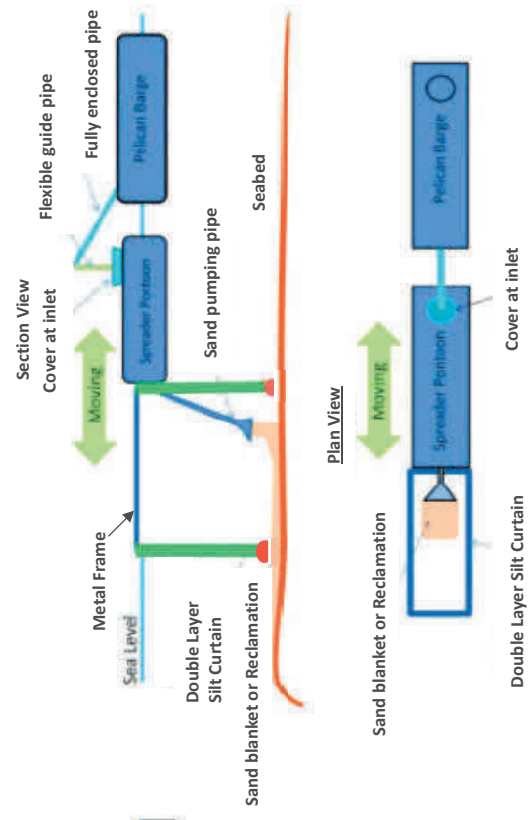 Section View
Cover at inlet
Flexible guide pipe
Fully enclosed pipe
Moving
Spreader Pontoon
Pelican Barge
Metal Frame
Sea Level
Sand pumping pipe
Double Layer
Silt Curtain
Sand blanket or Reclamation
Seabed
Plan View
Moving
Sand blanket or Reclamation
Spreader Pontoon
Pelican Barge
Double Layer Silt Curtain
Cover at inlet